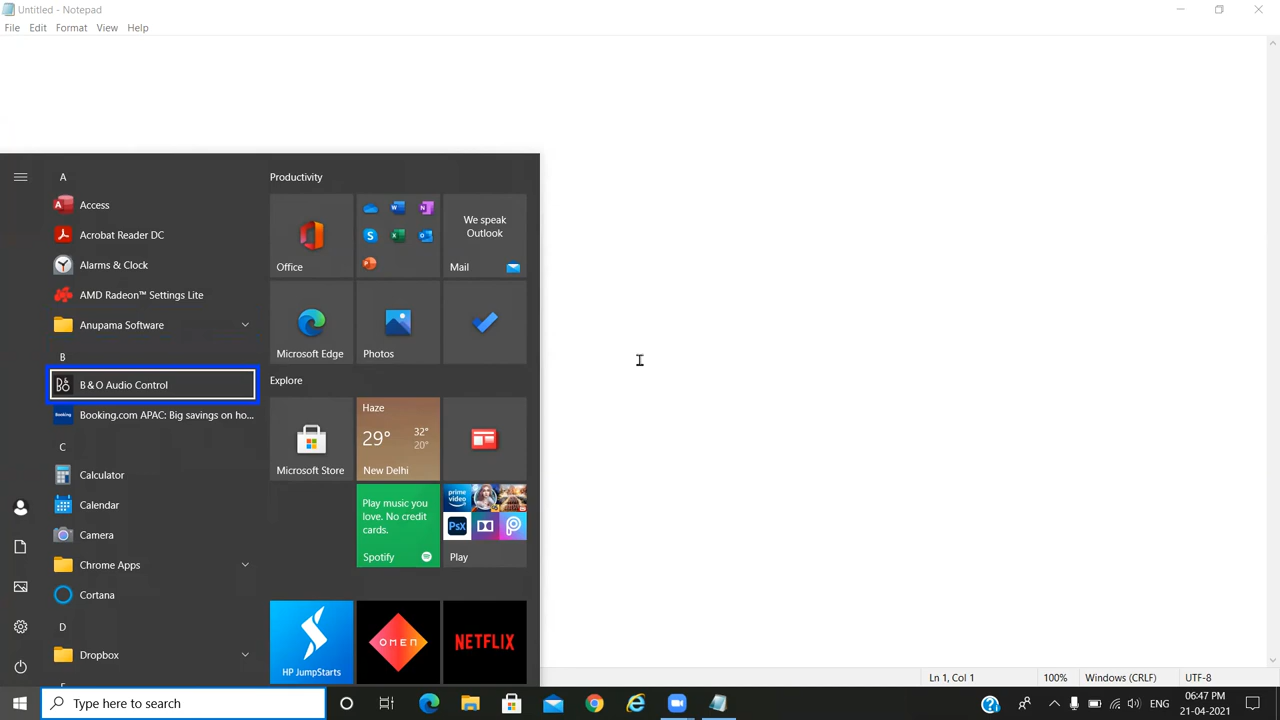 Untitled - Notepad
File Edit Format View Help
A
Access
Acrobat Reader DC
Alarms & Clock
AMD Radeon™ Settings Lite
Anupama Software
B
B&O Audio Control
Booking.com APAC: Big savings on ho...
C
Calculator
Calendar
Camera
Chrome Apps
Cortana
D
Dropbox
Productivity
Office
We speak
Outlook
Mail
Microsoft Edge
Photos
Explore
Microsoft Store
Haze
29° 32°
20°
New Delhi
Play music you
love. No credit
cards.
Spotify
prime video
PsX
Play
HP JumpStarts
OMEN
NETFLIX
Ln 1, Col 1 100% Windows (CRLF) UTF-8
Type here to search
ENG
06:47 PM
21-04-2021